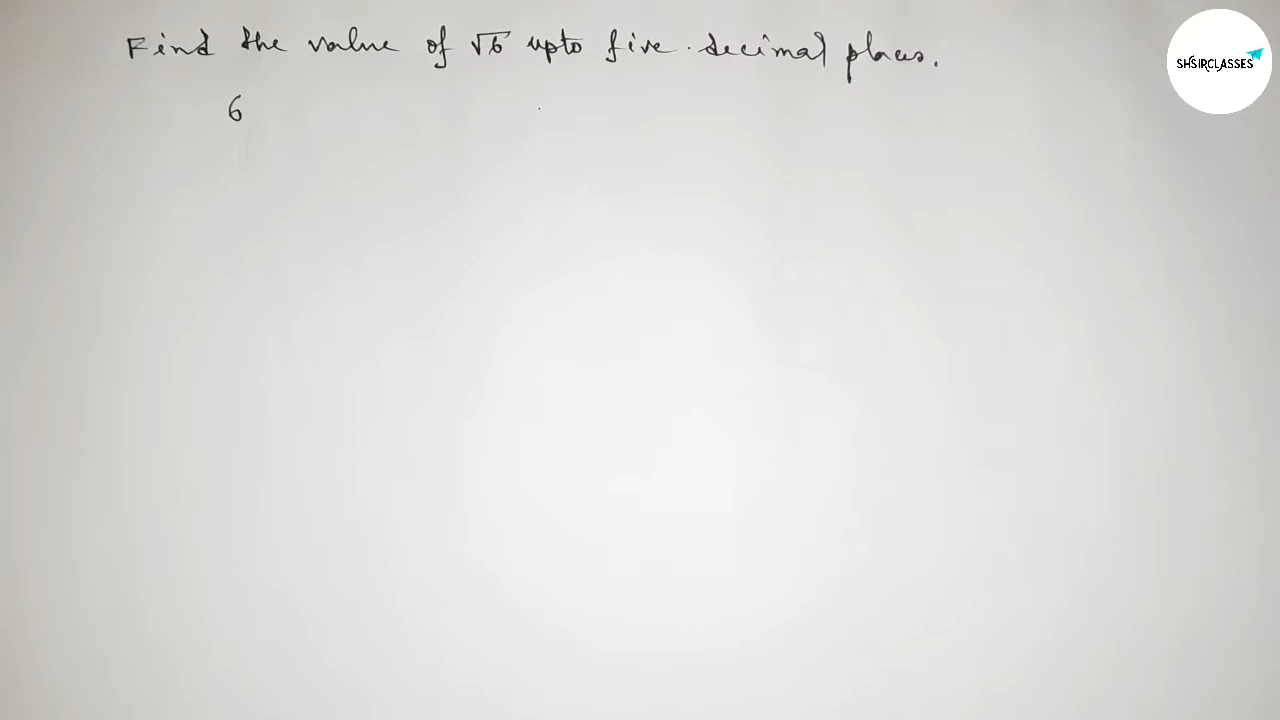 Find the value of √6 upto five decimal places.
SHSIRCLASSES
6